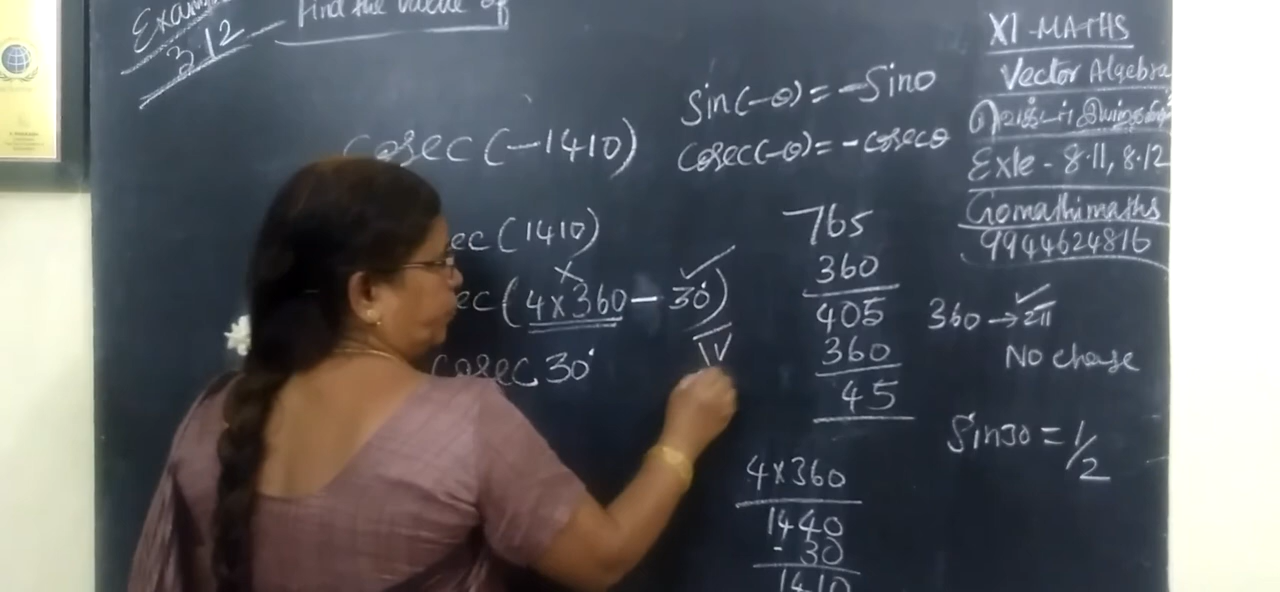 Exam
3.12
Find the value of
cosec(-1410)
ec(1410)
ec(4x360-30°)
IV
cosec 30°
sin(-θ) = -sinθ
cosec(-θ) = -cosecθ
765
360
405
360
45
4x360
1440
-30
1410
XI-MATHS
Vector Algebra
Exle - 8.11, 8.12
Gomathimaths
9944624816
360 → 2π
No change
Sin30 = 1/2